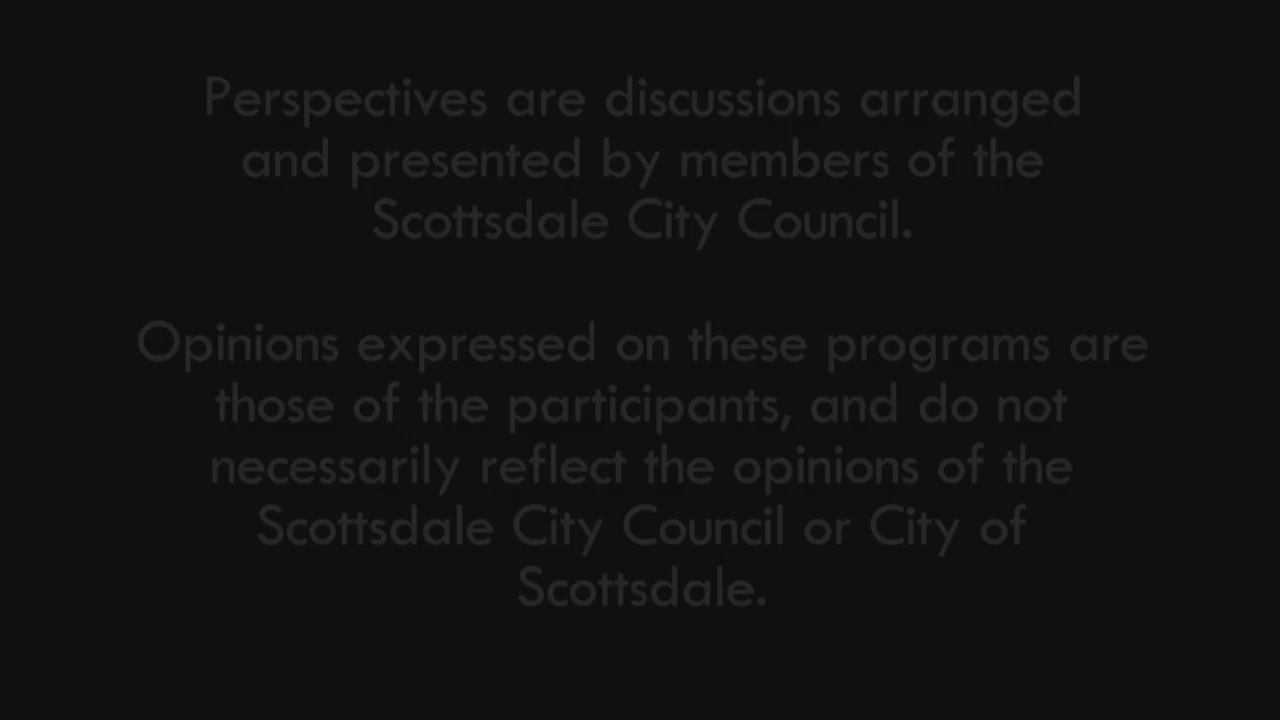 Perspectives are discussions arranged
and presented by members of the
Scottsdale City Council.
Opinions expressed on these programs are
those of the participants, and do not
necessarily reflect the opinions of the
Scottsdale City Council or City of
Scottsdale.